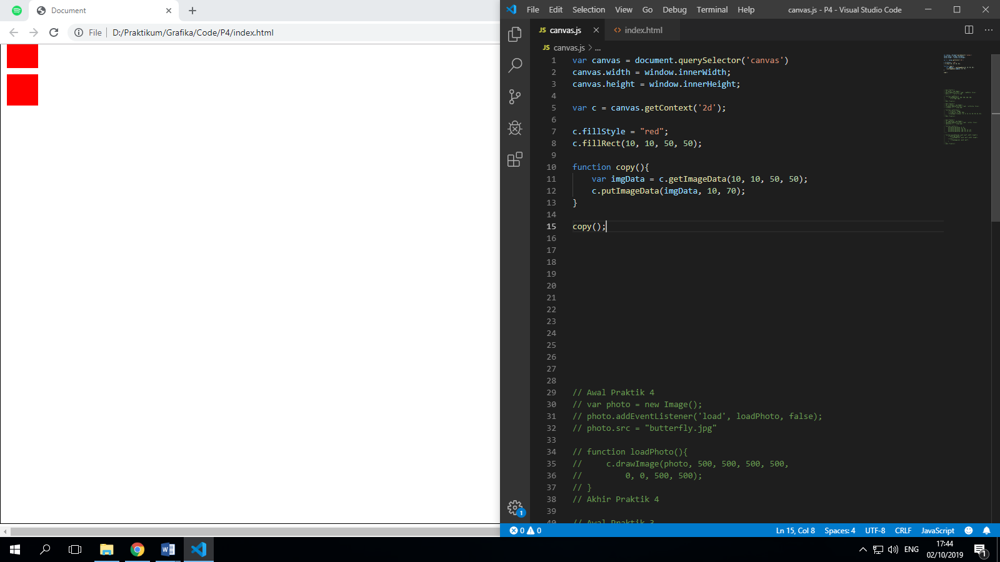 Document
File D:/Praktikum/Grafika/Code/P4/index.html
File Edit Selection View Go Debug Terminal Help
canvas.js - P4 - Visual Studio Code
JS canvas.js
<> index.html
JS canvas.js > ...
1 var canvas = document.querySelector('canvas')
2 canvas.width = window.innerWidth;
3 canvas.height = window.innerHeight;
4
5 var c = canvas.getContext('2d');
6
7 c.fillStyle = "red";
8 c.fillRect(10, 10, 50, 50);
9
10 function copy(){
11     var imgData = c.getImageData(10, 10, 50, 50);
12     c.putImageData(imgData, 10, 70);
13 }
14
15 copy();
16
17
18
19
20
21
22
23
24
25
26
27
28
29 // Awal Praktik 4
30 // var photo = new Image();
31 // photo.addEventListener('load', loadPhoto, false);
32 // photo.src = "butterfly.jpg"
33
34 // function loadPhoto(){
35 //     c.drawImage(photo, 500, 500, 500, 500,
36 //         0, 0, 500, 500);
37 // }
38 // Akhir Praktik 4
39
40 // Awal Praktik 3
1
0 0
Ln 15, Col 8 Spaces: 4 UTF-8 CRLF JavaScript
ENG
17:44
02/10/2019
1